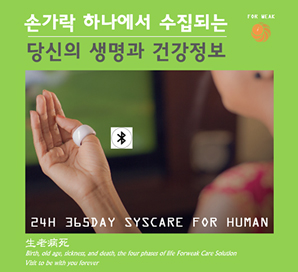 손가락 하나에서 수집되는
FOR WEAK
당신의 생명과 건강정보
24H 365DAY SYSCARE FOR HUMAN
生老病死
Birth, old age, sickness, and death, the four phases of life Forweak Care Solution
Visit to be with you forever